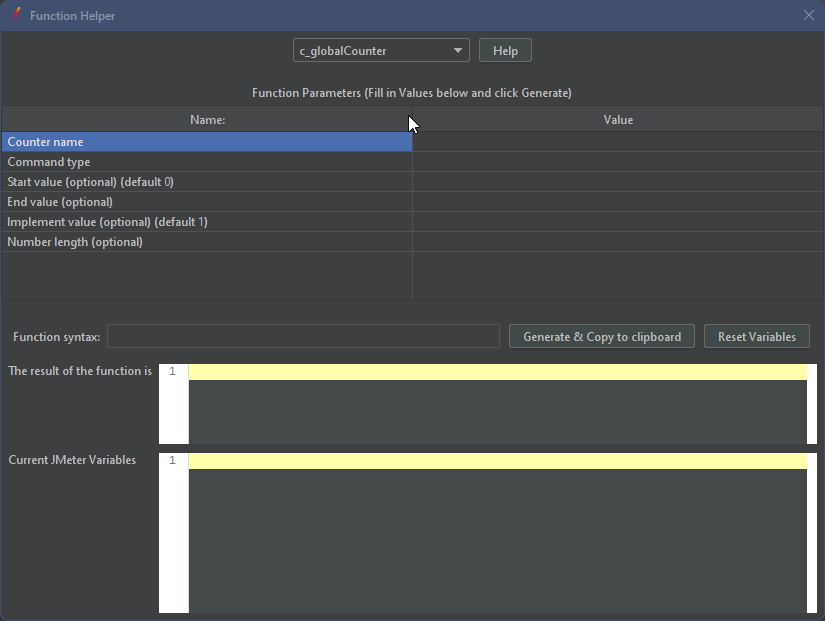 Function Helper
c_globalCounter Help
Function Parameters (Fill in Values below and click Generate)
Name: Value
Counter name
Command type
Start value (optional) (default 0)
End value (optional)
Implement value (optional) (default 1)
Number length (optional)
Function syntax: Generate & Copy to clipboard Reset Variables
The result of the function is 1
Current JMeter Variables 1